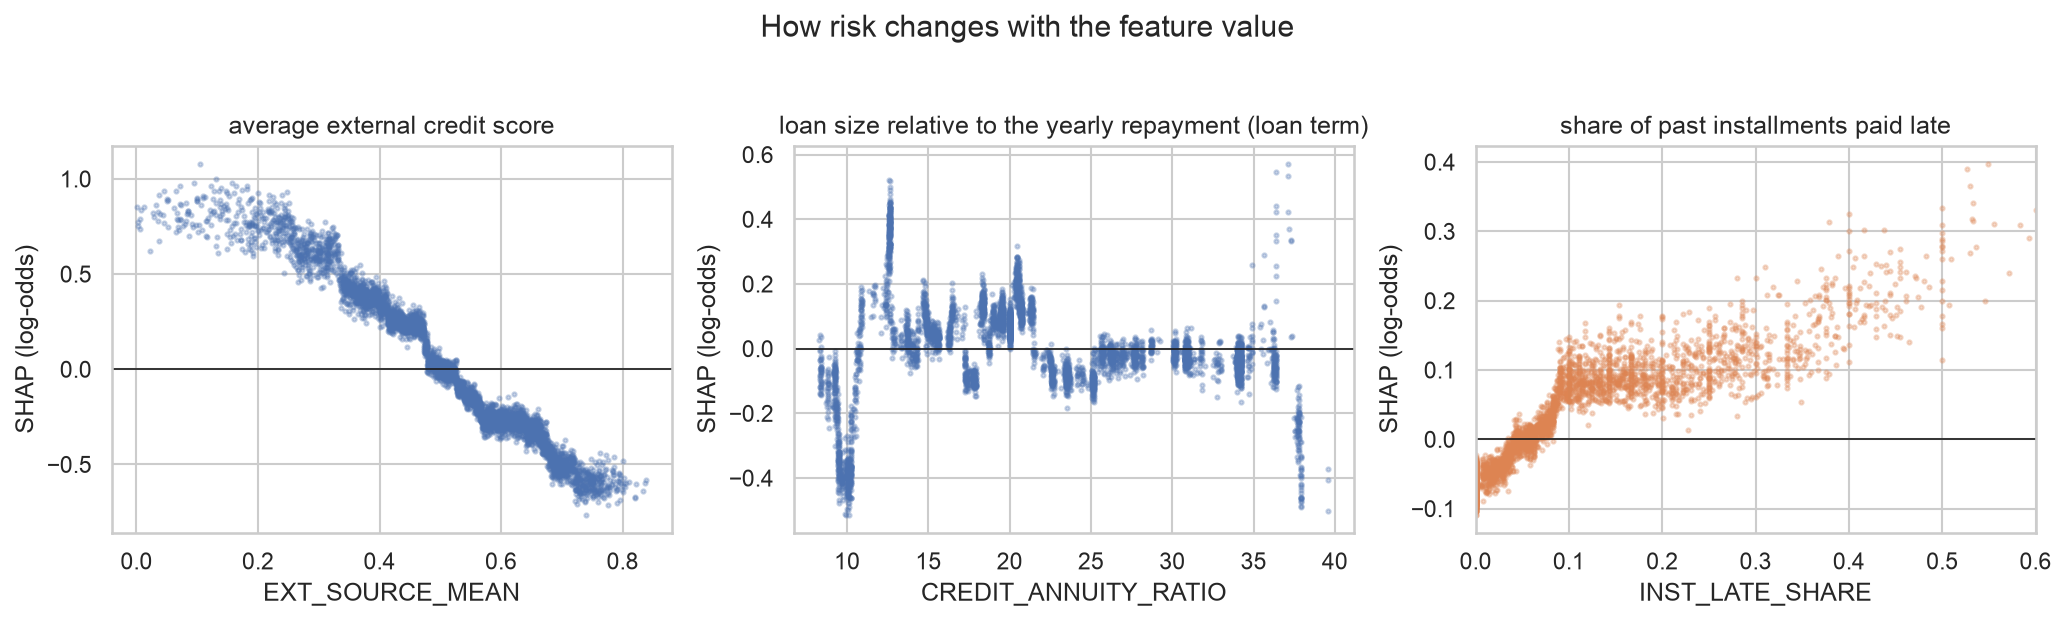 How risk changes with the feature value
average external credit score
SHAP (log-odds)
1.0
0.5
0.0
−0.5
0.0 0.2 0.4 0.6 0.8
EXT_SOURCE_MEAN
loan size relative to the yearly repayment (loan term)
SHAP (log-odds)
0.6
0.4
0.2
0.0
−0.2
−0.4
10 15 20 25 30 35 40
CREDIT_ANNUITY_RATIO
share of past installments paid late
SHAP (log-odds)
0.4
0.3
0.2
0.1
0.0
−0.1
0.0 0.1 0.2 0.3 0.4 0.5 0.6
INST_LATE_SHARE